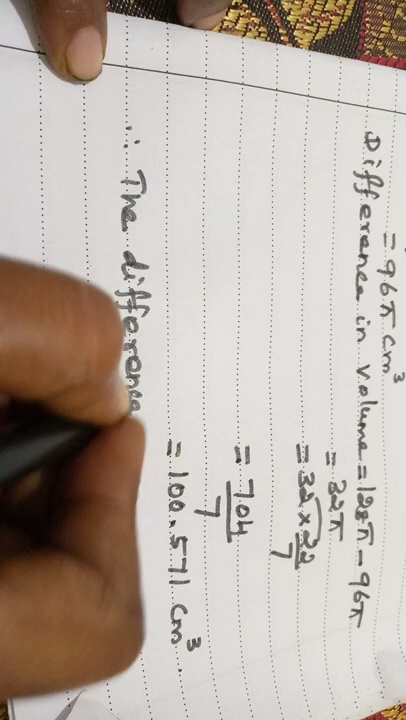 = 96π cm³
Difference in volume = 128π - 96π
= 32π
= 32 × 22/7
= 704/7
= 100.571 cm³.
∴ The difference